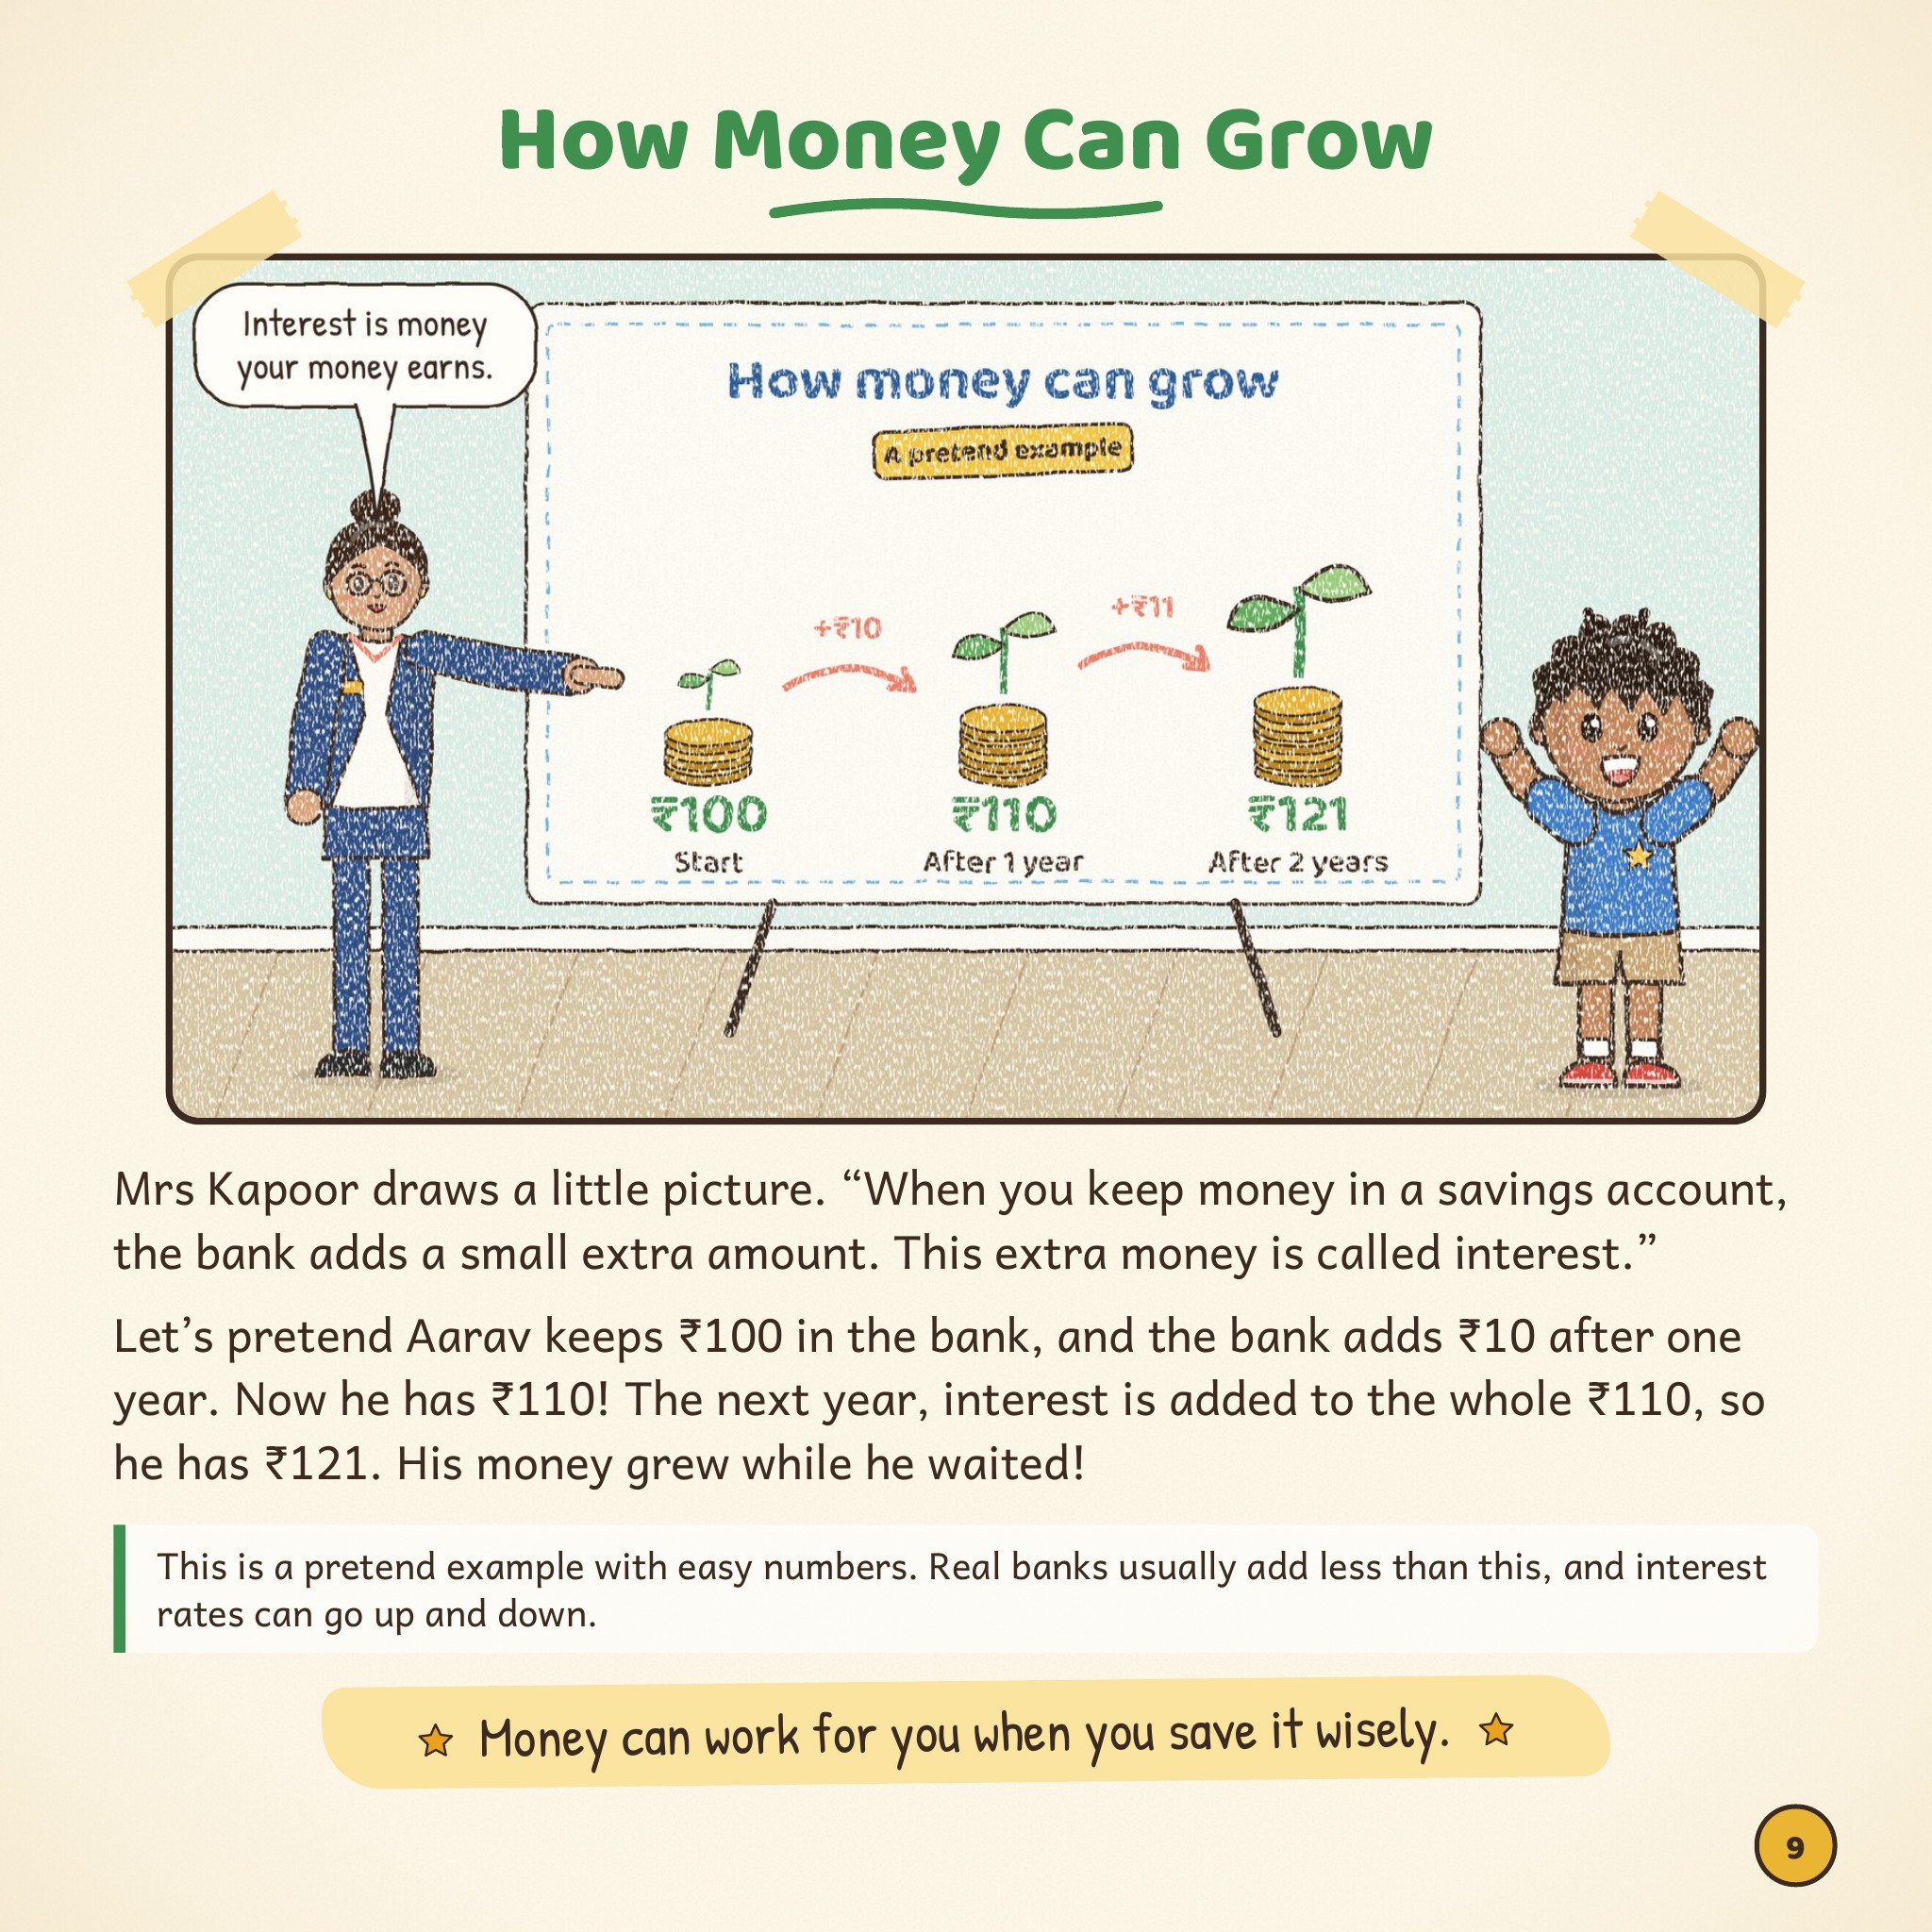 How Money Can Grow
Interest is money
your money earns.
How money can grow
A pretend example
+₹10
+₹11
₹100
₹110
₹121
Start
After 1 year
After 2 years
Mrs Kapoor draws a little picture. “When you keep money in a savings account,
the bank adds a small extra amount. This extra money is called interest.”
Let’s pretend Aarav keeps ₹100 in the bank, and the bank adds ₹10 after one
year. Now he has ₹110! The next year, interest is added to the whole ₹110, so
he has ₹121. His money grew while he waited!
This is a pretend example with easy numbers. Real banks usually add less than this, and interest
rates can go up and down.
Money can work for you when you save it wisely.
9